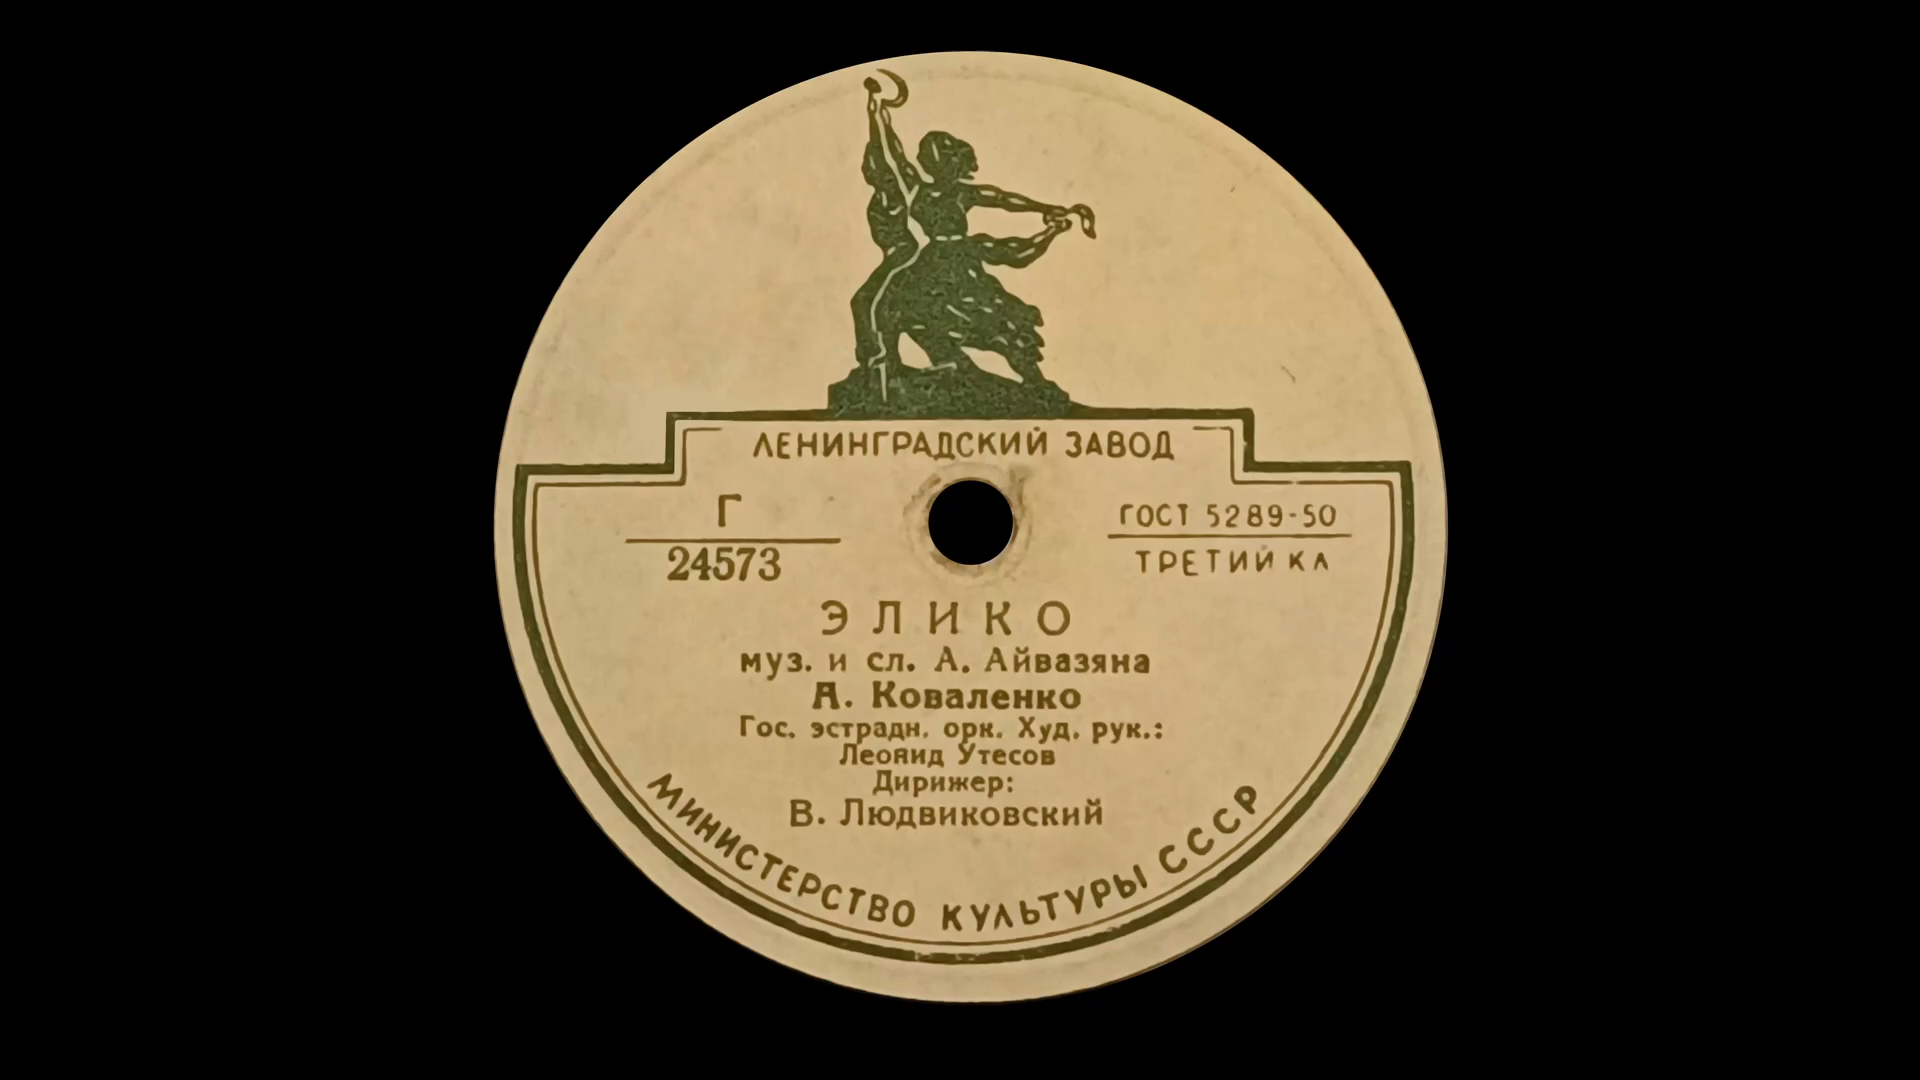 ЛЕНИНГРАДСКИЙ ЗАВОД
Г
24573
ГОСТ 5289-50
ТРЕТИЙ КЛ
ЭЛИКО
муз. и сл. А. Айвазяна
А. Коваленко
Гос. эстрадн. орк. Худ. рук.:
Леонид Утесов
Дирижер:
В. Людвиковский
МИНИСТЕРСТВО КУЛЬТУРЫ СССР